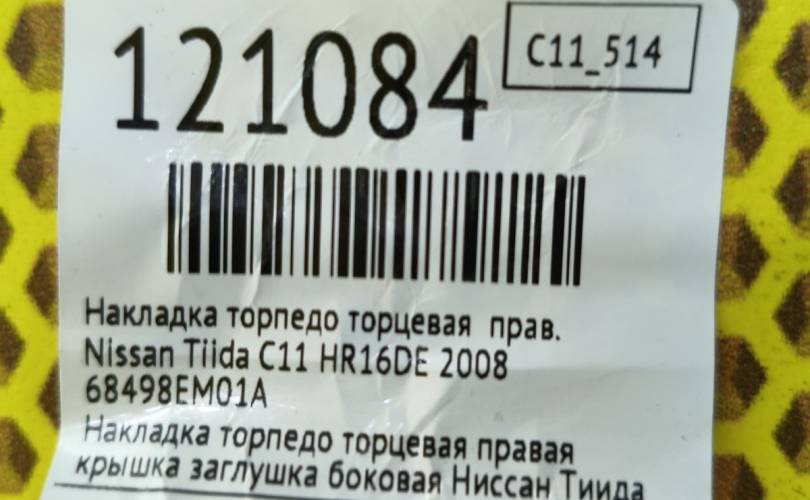 121084
C11_514
Накладка торпедо торцевая прав.
Nissan Tiida C11 HR16DE 2008
68498EM01A
Накладка торпедо торцевая правая
крышка заглушка боковая Ниссан Тиида